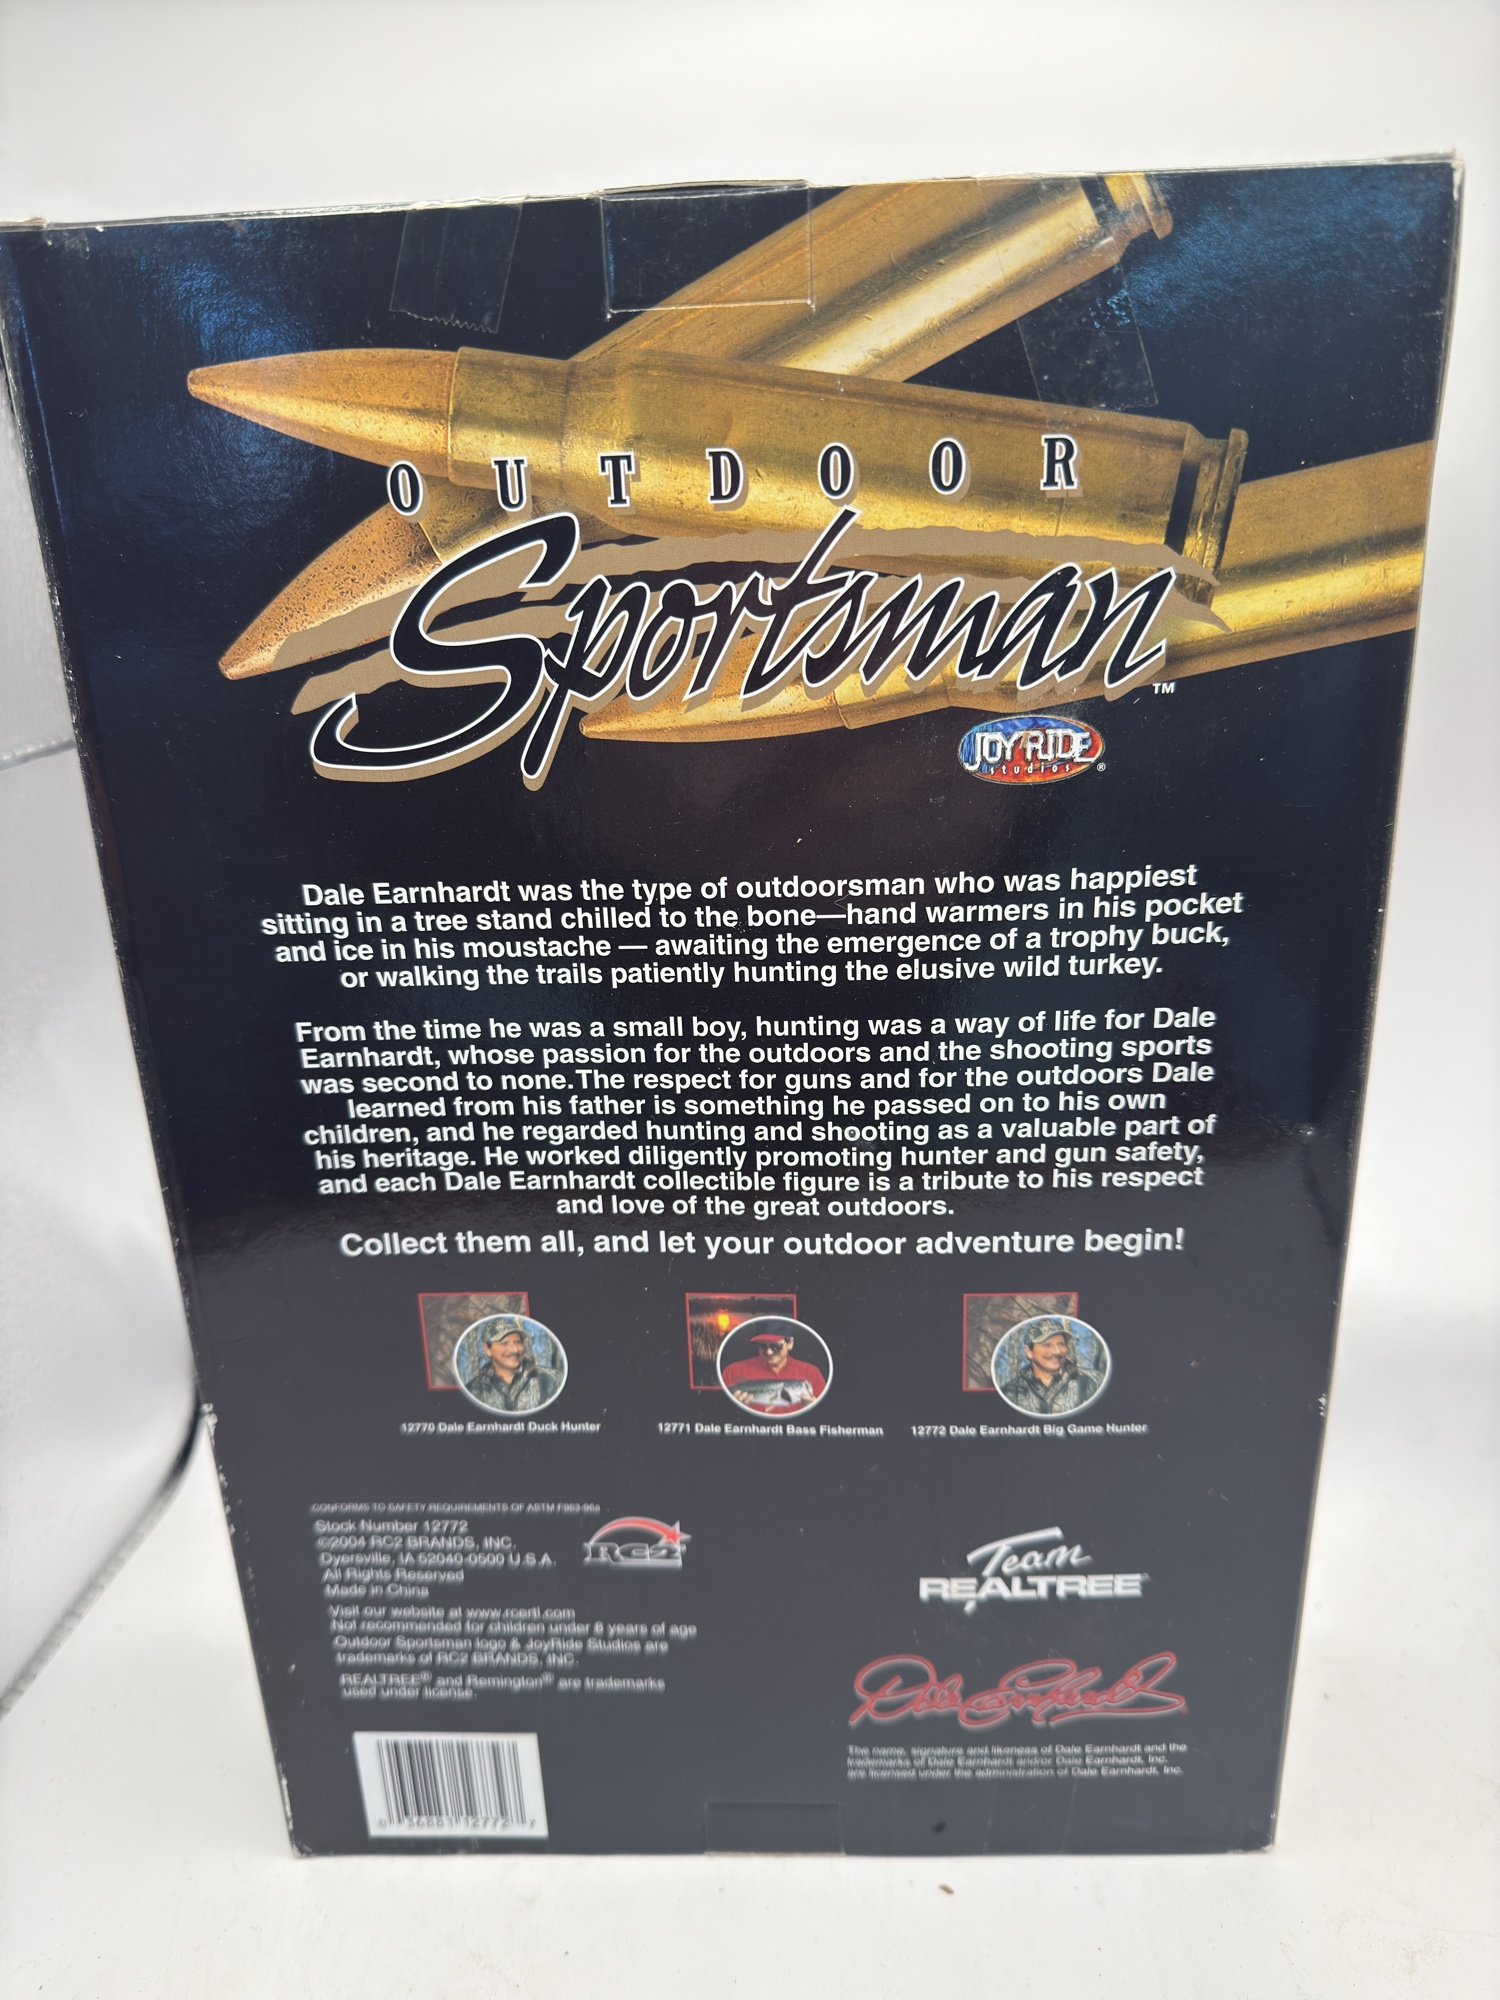 OUTDOOR
Sportsman™
JOYRIDE
studios®
Dale Earnhardt was the type of outdoorsman who was happiest
sitting in a tree stand chilled to the bone—hand warmers in his pocket
and ice in his moustache — awaiting the emergence of a trophy buck,
or walking the trails patiently hunting the elusive wild turkey.
From the time he was a small boy, hunting was a way of life for Dale
Earnhardt, whose passion for the outdoors and the shooting sports
was second to none. The respect for guns and for the outdoors Dale
learned from his father is something he passed on to his own
children, and he regarded hunting and shooting as a valuable part of
his heritage. He worked diligently promoting hunter and gun safety,
and each Dale Earnhardt collectible figure is a tribute to his respect
and love of the great outdoors.
Collect them all, and let your outdoor adventure begin!
12770 Dale Earnhardt Duck Hunter
12771 Dale Earnhardt Bass Fisherman
12772 Dale Earnhardt Big Game Hunter
CONFORMS TO SAFETY REQUIREMENTS OF ASTM
Stock Number 12772
©2004 RC2 BRANDS, INC.
Dyersville, IA 52040-0500 U.S.A.
All Rights Reserved
Made in China
RC2
Visit our website at www.rcertl.com
Not recommended for children under 8 years of age
Outdoor Sportsman logo & JoyRide Studios are
trademarks of RC2 BRANDS, INC.
REALTREE® and Remington® are trademarks
used under license.
Team
REALTREE
Dale Earnhardt
The name, signature and likeness of Dale Earnhardt and the
trademarks of Dale Earnhardt and/or Dale Earnhardt, Inc.
are licensed under the administration of Dale Earnhardt, Inc.
12772 7